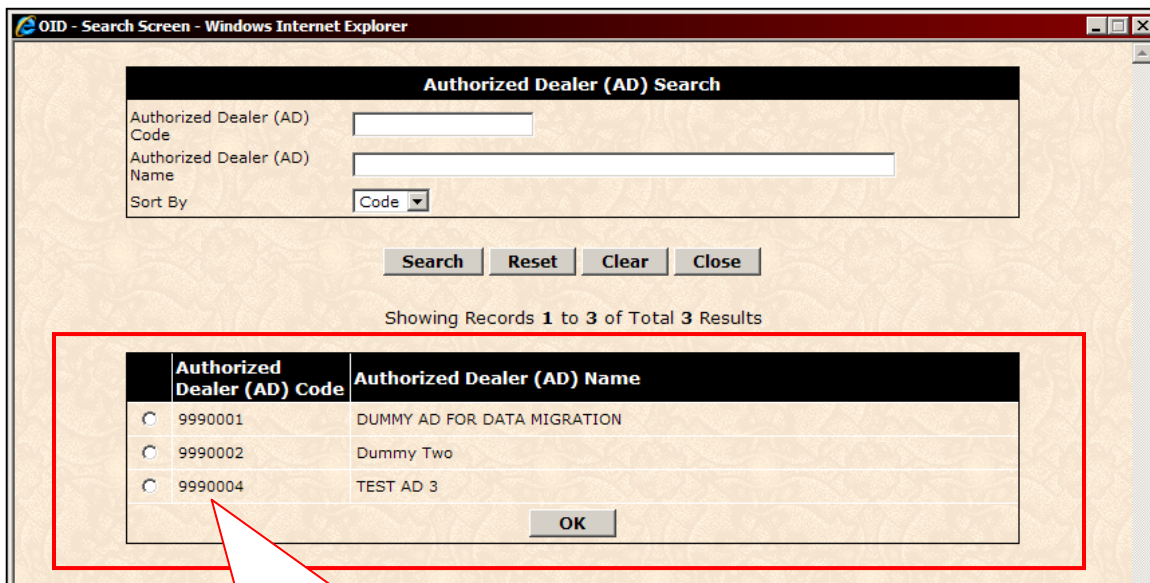 OID - Search Screen - Windows Internet Explorer
Authorized Dealer (AD) Search
Authorized Dealer (AD)
Code
Authorized Dealer (AD)
Name
Sort By Code
Search Reset Clear Close
Showing Records 1 to 3 of Total 3 Results
Authorized
Dealer (AD) Code Authorized Dealer (AD) Name
9990001 DUMMY AD FOR DATA MIGRATION
9990002 Dummy Two
9990004 TEST AD 3
OK